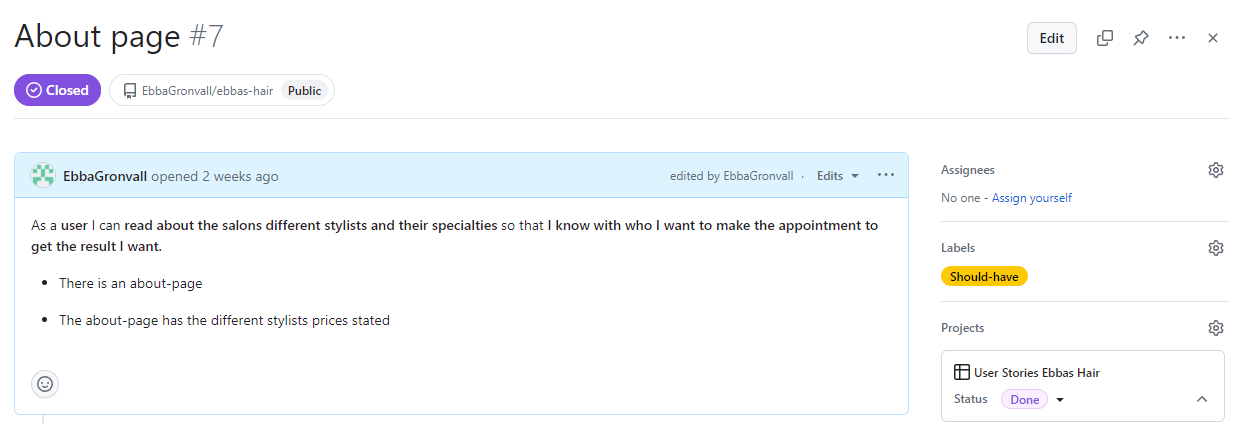 About page #7
Edit
Closed
EbbaGronvall/ebbas-hair Public
EbbaGronvall opened 2 weeks ago
edited by EbbaGronvall · Edits
As a user I can read about the salons different stylists and their specialties so that I know with who I want to make the appointment to
get the result I want.
• There is an about-page
• The about-page has the different stylists prices stated
Assignees
No one - Assign yourself
Labels
Should-have
Projects
User Stories Ebbas Hair
Status Done